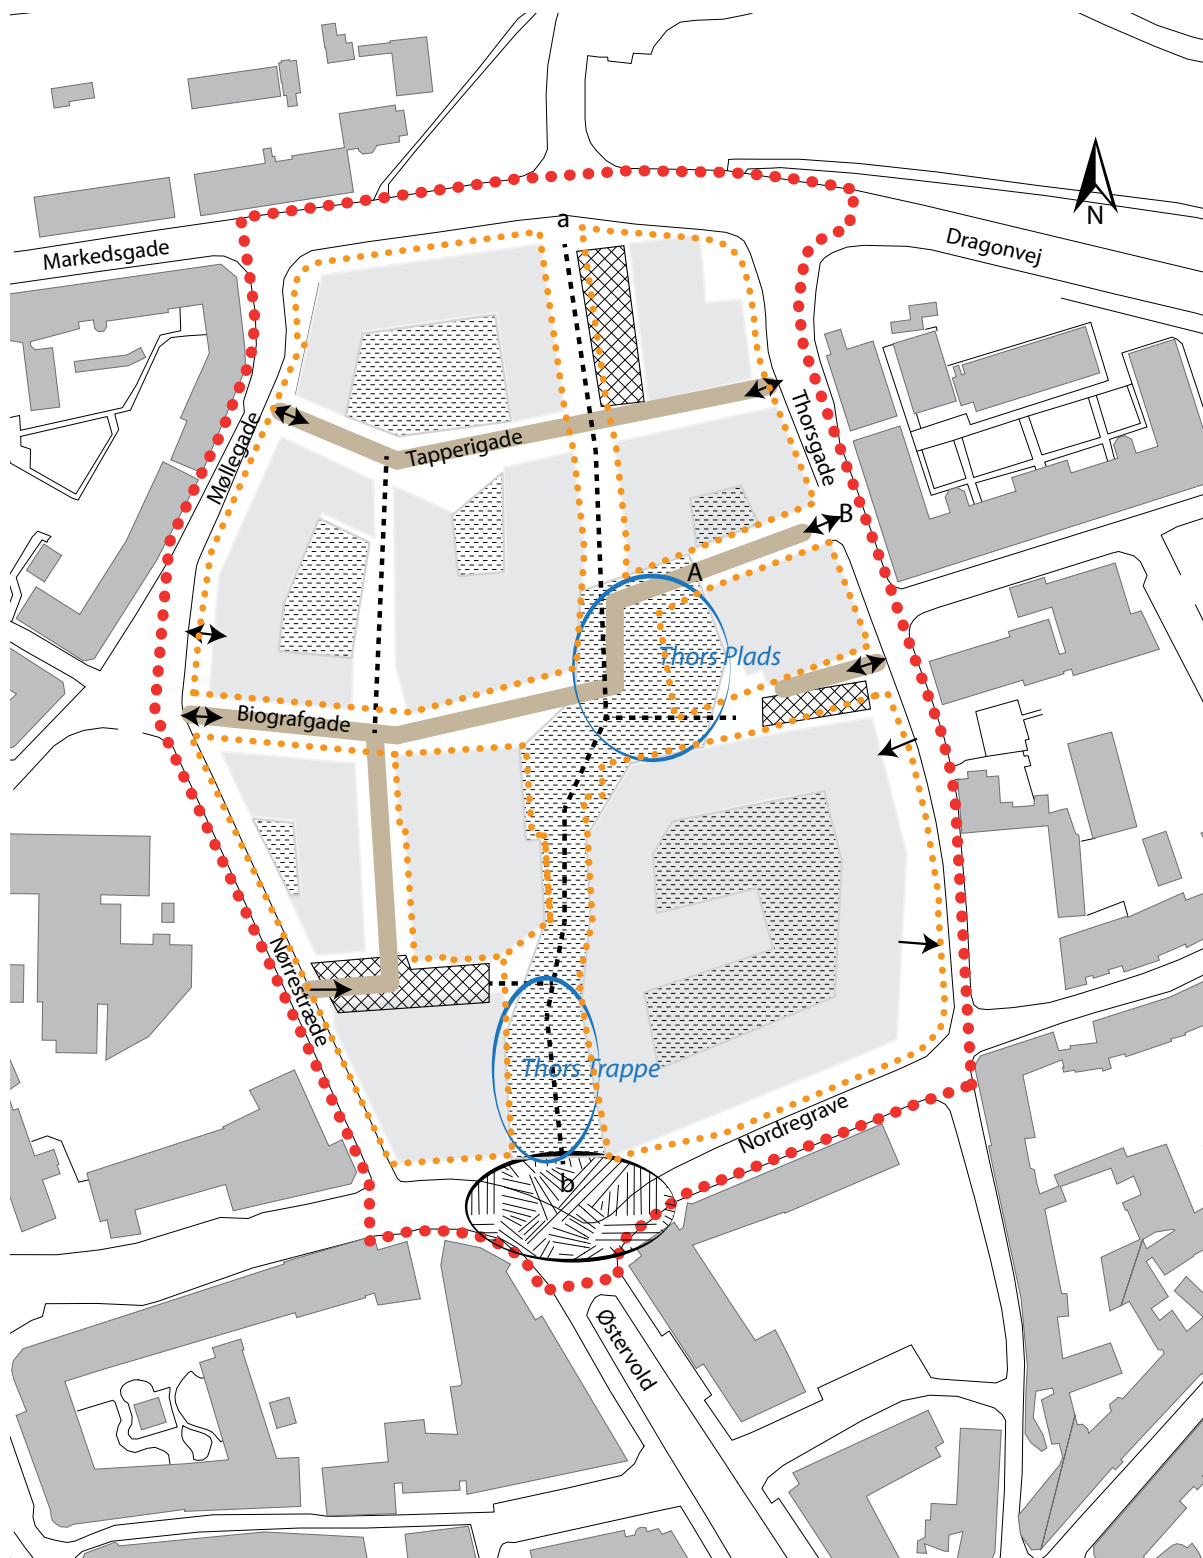 a
N
Markedsgade
Dragonvej
Thorsgade
Møllegade
Tapperigade
B
A
Thors Plads
Biografgade
Nørrestræde
Thors Trappe
Nordregrave
b
Østervold